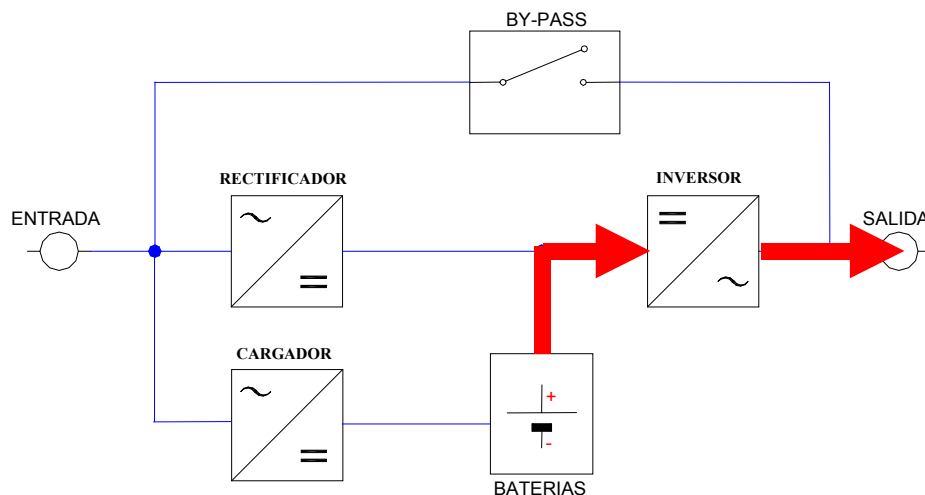 BY-PASS
RECTIFICADOR
INVERSOR
ENTRADA
SALIDA
CARGADOR
+
-
BATERIAS